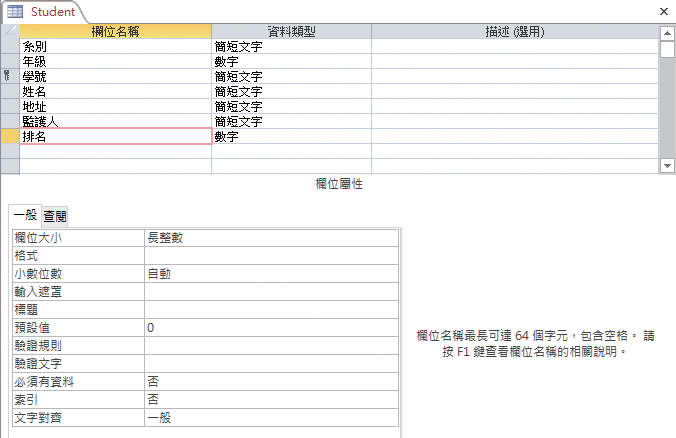 Student
欄位名稱 資料類型 描述 (選用)
系別 簡短文字
年級 數字
學號 簡短文字
姓名 簡短文字
地址 簡短文字
監護人 簡短文字
排名 數字
欄位屬性
一般 查閱
欄位大小 長整數
格式
小數位數 自動
輸入遮罩
標題
預設值 0
驗證規則
驗證文字
必須有資料 否
索引 否
文字對齊 一般
欄位名稱最長可達 64 個字元，包含空格。 請
按 F1 鍵查看欄位名稱的相關說明。